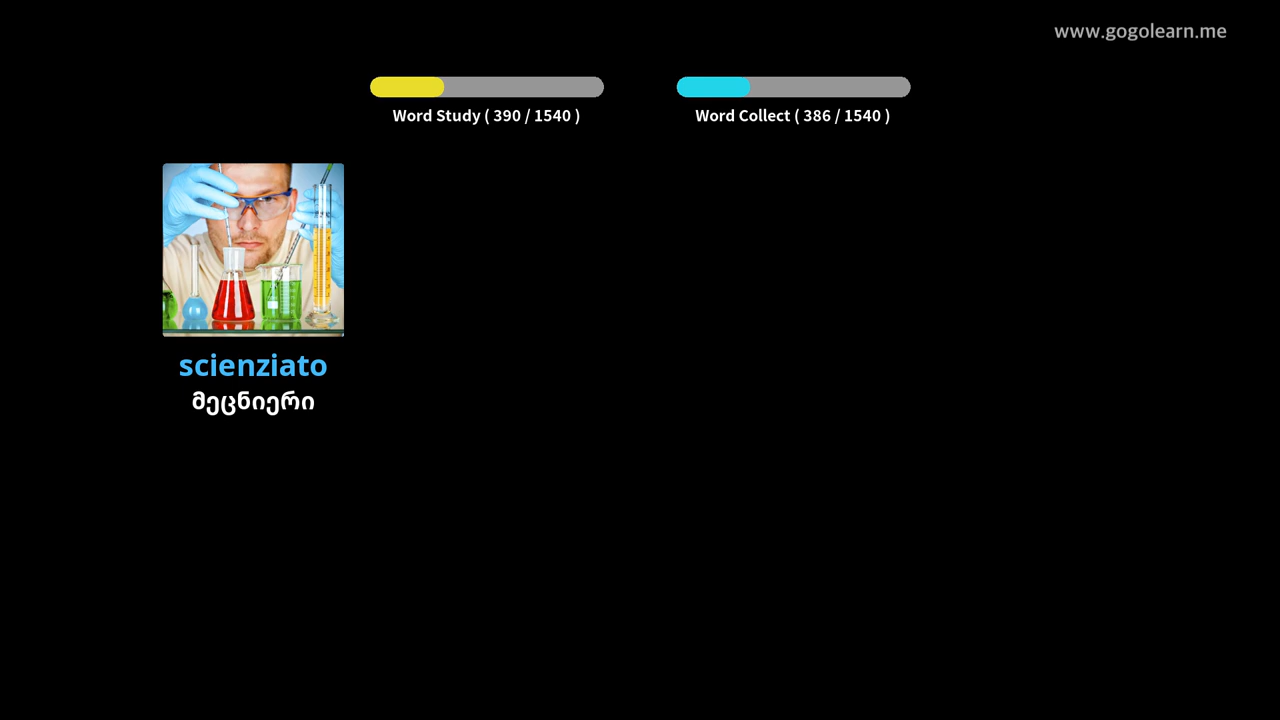 www.gogolearn.me
Word Study ( 390 / 1540 )
Word Collect ( 386 / 1540 )
scienziato
მეცნიერი